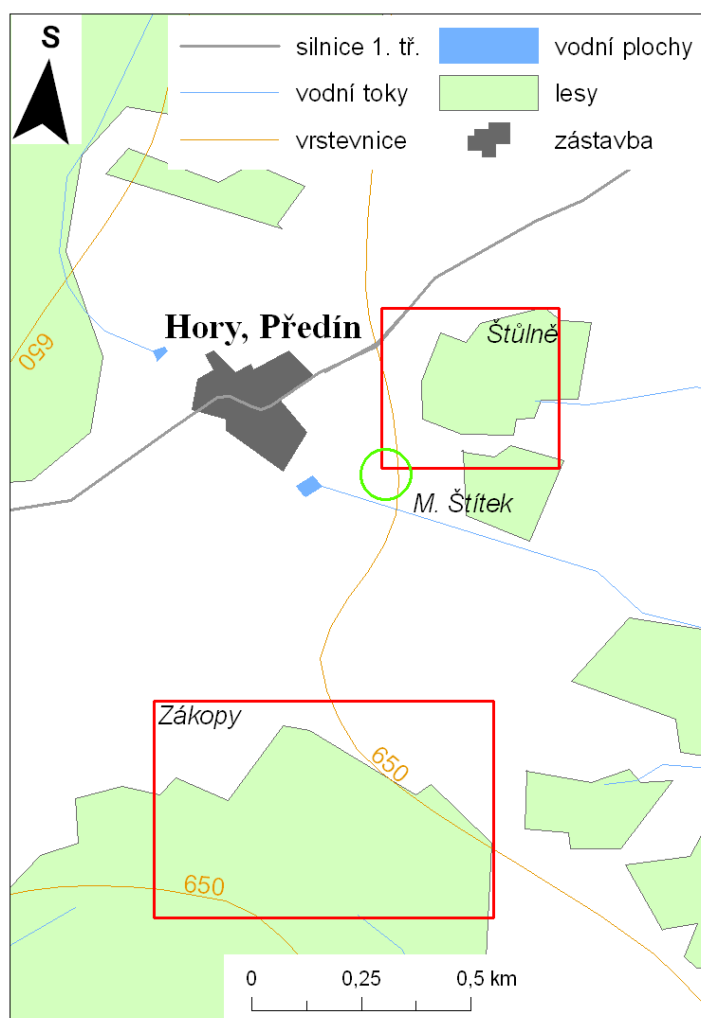 S
silnice 1. tř.
vodní plochy
vodní toky
lesy
vrstevnice
zástavba
Hory, Předín
Štůlně
650
M. Štítek
Zákopy
650
650
0
0,25
0,5 km